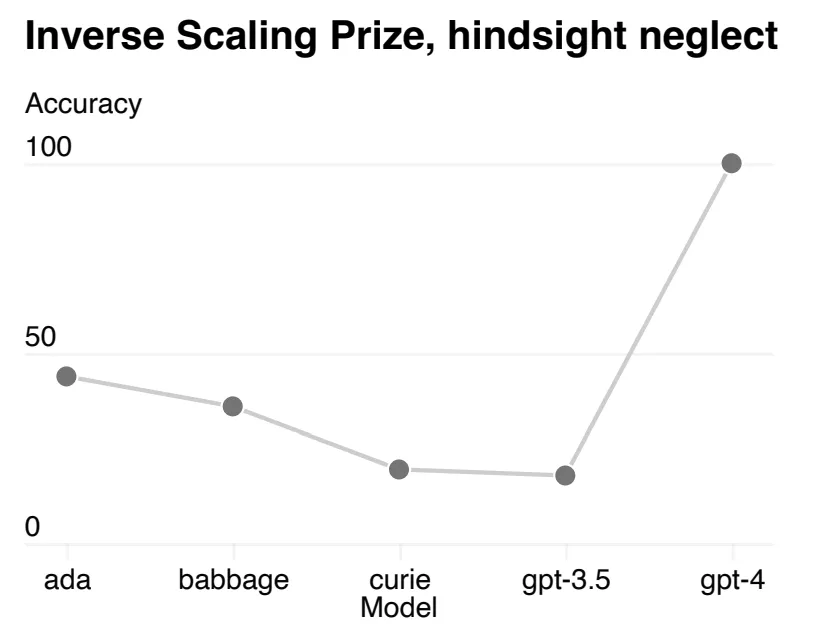 Inverse Scaling Prize, hindsight neglect
Accuracy
100
50
0
ada babbage curie gpt-3.5 gpt-4
Model